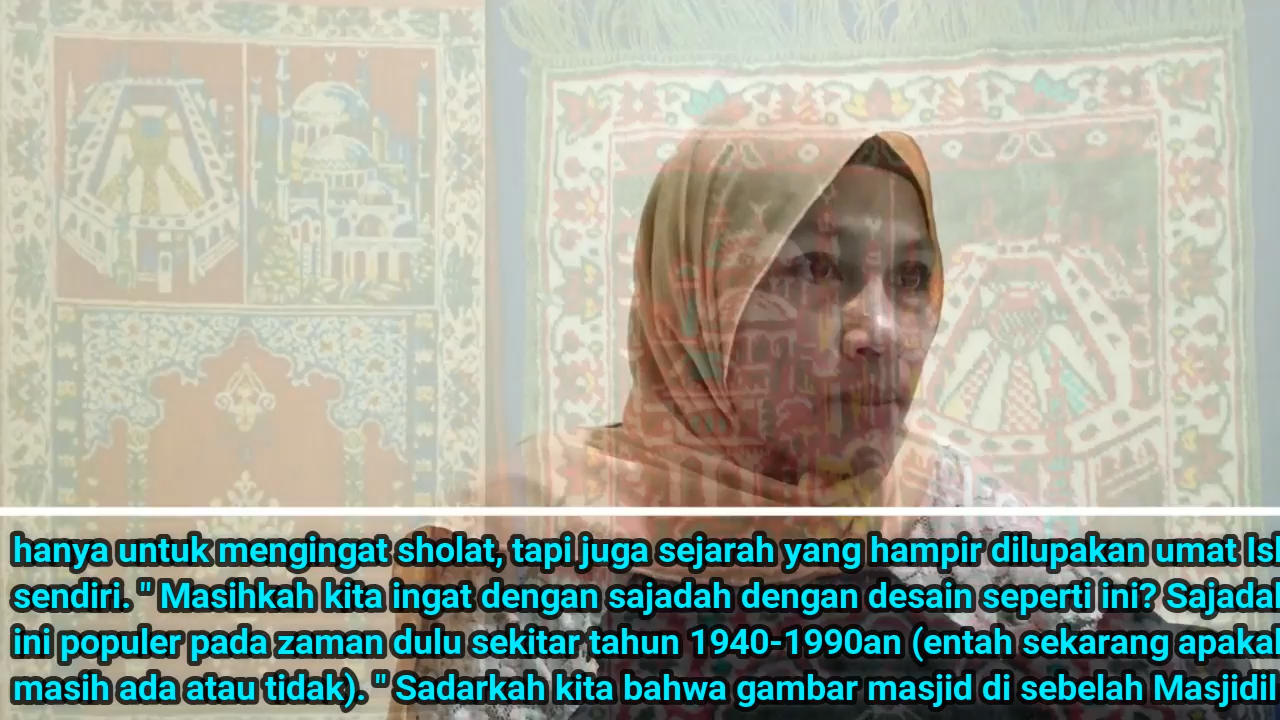 hanya untuk mengingat sholat, tapi juga sejarah yang hampir dilupakan umat Isl
sendiri. " Masihkah kita ingat dengan sajadah dengan desain seperti ini? Sajadal
ini populer pada zaman dulu sekitar tahun 1940-1990an (entah sekarang apakal
masih ada atau tidak). " Sadarkah kita bahwa gambar masjid di sebelah Masjidil